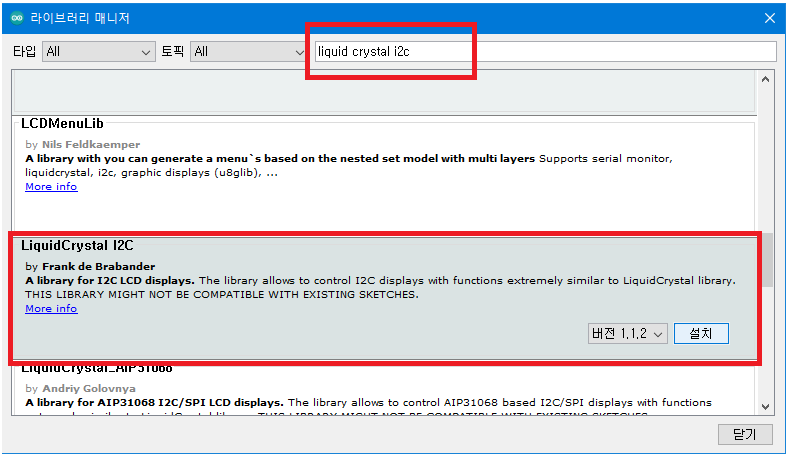 라이브러리 매니저
타입 All 토픽 All liquid crystal i2c
LCDMenuLib
by Nils Feldkaemper
A library with you can generate a menu`s based on the nested set model with multi layers Supports serial monitor,
liquidcrystal, i2c, graphic displays (u8glib), ...
More info
LiquidCrystal I2C
by Frank de Brabander
A library for I2C LCD displays. The library allows to control I2C displays with functions extremely similar to LiquidCrystal library.
THIS LIBRARY MIGHT NOT BE COMPATIBLE WITH EXISTING SKETCHES.
More info
버전 1.1.2 설치
LiquidCrystal_AIP31068
by Andriy Golovnya
A library for AIP31068 I2C/SPI LCD displays. The library allows to control AIP31068 based I2C/SPI displays with functions
닫기